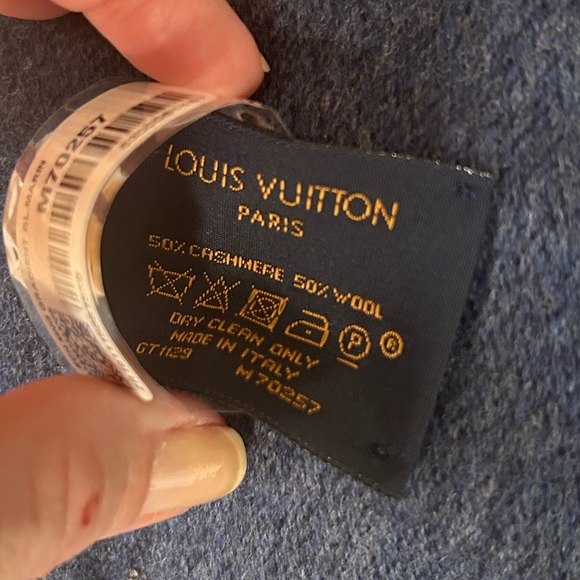 LOUIS VUITTON
PARIS
50% CASHMERE 50% WOOL
P ®
DRY CLEAN ONLY
MADE IN ITALY
GT1129
M70257
M70257